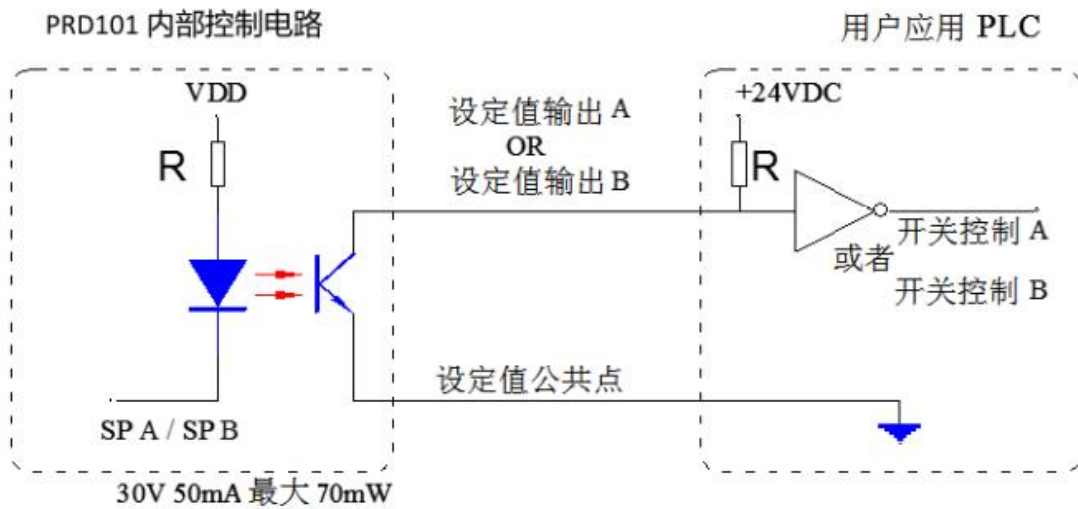 PRD101 内部控制电路
用户应用 PLC
VDD
+24VDC
设定值输出 A
OR
设定值输出 B
R
R
开关控制 A
或者
开关控制 B
设定值公共点
SP A / SP B
30V 50mA 最大 70mW